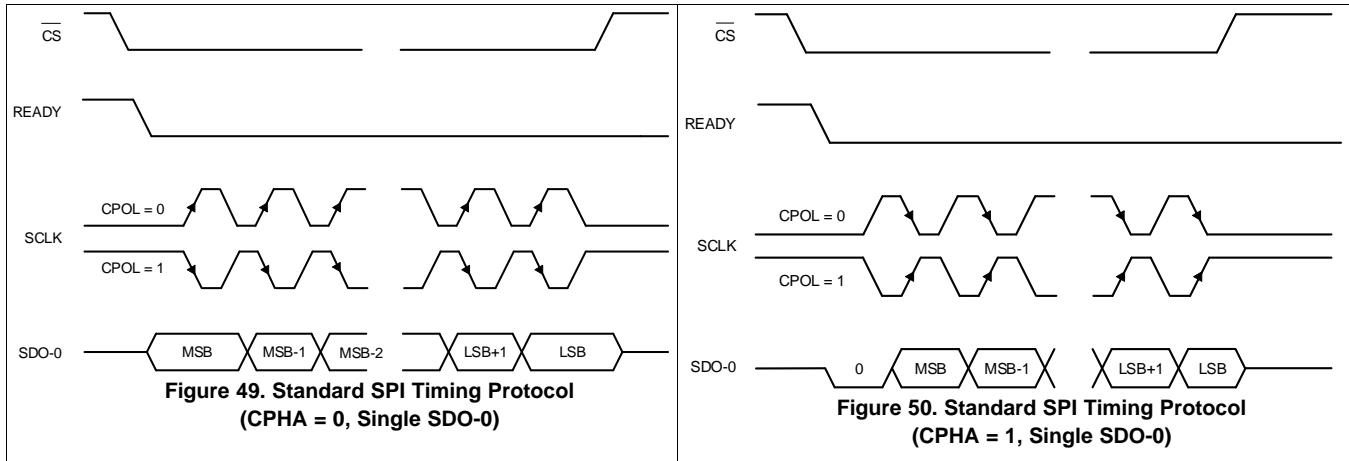 CS
READY
CPOL = 0
SCLK
CPOL = 1
SDO-0
MSB
MSB-1
MSB-2
LSB+1
LSB
Figure 49. Standard SPI Timing Protocol
(CPHA = 0, Single SDO-0)
CS
READY
CPOL = 0
SCLK
CPOL = 1
SDO-0
0
MSB
MSB-1
LSB+1
LSB
Figure 50. Standard SPI Timing Protocol
(CPHA = 1, Single SDO-0)